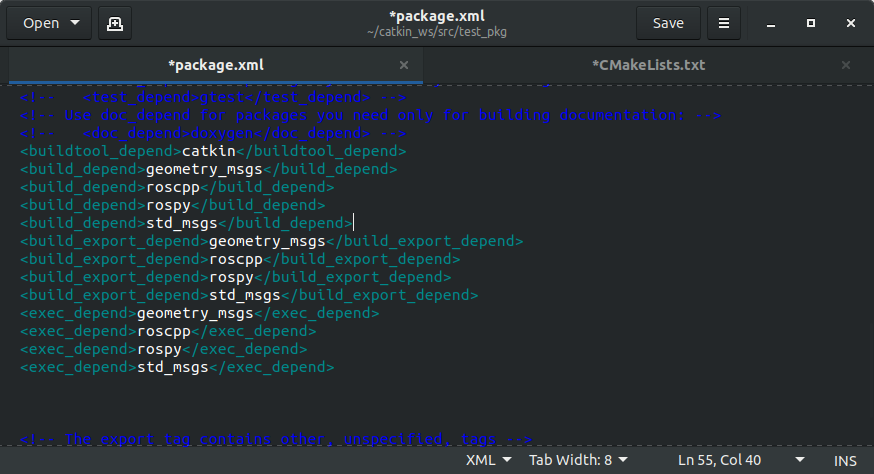 Open
*package.xml
~/catkin_ws/src/test_pkg
Save
*package.xml
*CMakeLists.txt
<!--   <test_depend>gtest</test_depend> -->
<!-- Use doc_depend for packages you need only for building documentation: -->
<!--   <doc_depend>doxygen</doc_depend> -->
<buildtool_depend>catkin</buildtool_depend>
<build_depend>geometry_msgs</build_depend>
<build_depend>roscpp</build_depend>
<build_depend>rospy</build_depend>
<build_depend>std_msgs</build_depend>
<build_export_depend>geometry_msgs</build_export_depend>
<build_export_depend>roscpp</build_export_depend>
<build_export_depend>rospy</build_export_depend>
<build_export_depend>std_msgs</build_export_depend>
<exec_depend>geometry_msgs</exec_depend>
<exec_depend>roscpp</exec_depend>
<exec_depend>rospy</exec_depend>
<exec_depend>std_msgs</exec_depend>
<!-- The export tag contains other, unspecified, tags -->
XML Tab Width: 8 Ln 55, Col 40 INS